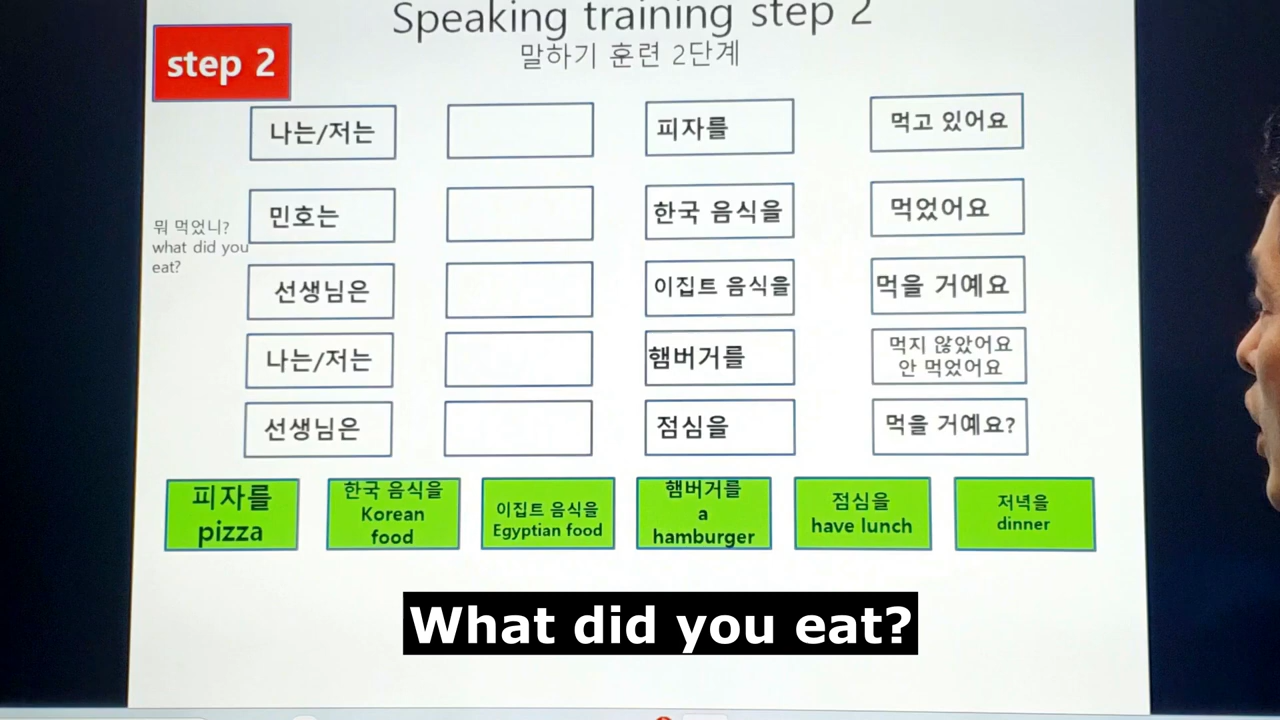 Speaking training step 2
step 2
말하기 훈련 2단계
나는/저는
피자를
먹고 있어요
민호는
한국 음식을
먹었어요
뭐 먹었니?
what did you
eat?
선생님은
이집트 음식을
먹을 거예요
나는/저는
햄버거를
먹지 않았어요
안 먹었어요
선생님은
점심을
먹을 거예요?
피자를
pizza
한국 음식을
Korean
food
이집트 음식을
Egyptian food
햄버거를
a
hamburger
점심을
have lunch
저녁을
dinner
What did you eat?